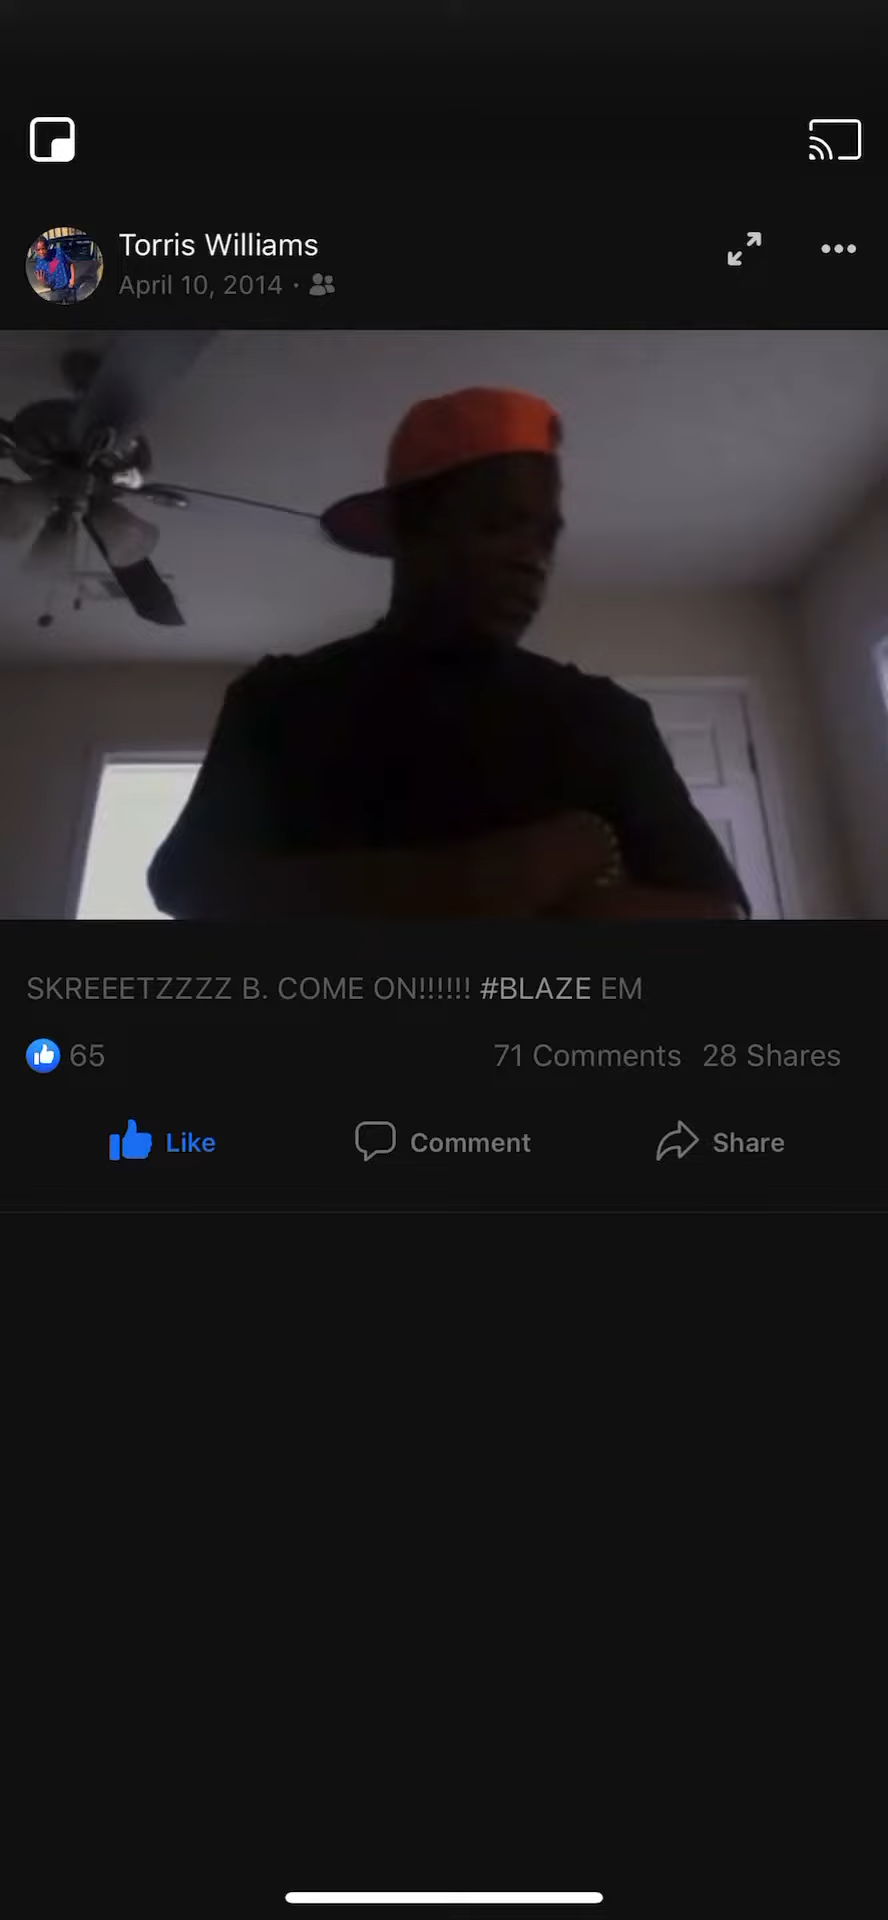 Torris Williams
April 10, 2014 ·
SKREEETZZZZ B. COME ON!!!!!! #BLAZE EM
65 71 Comments 28 Shares
Like Comment Share